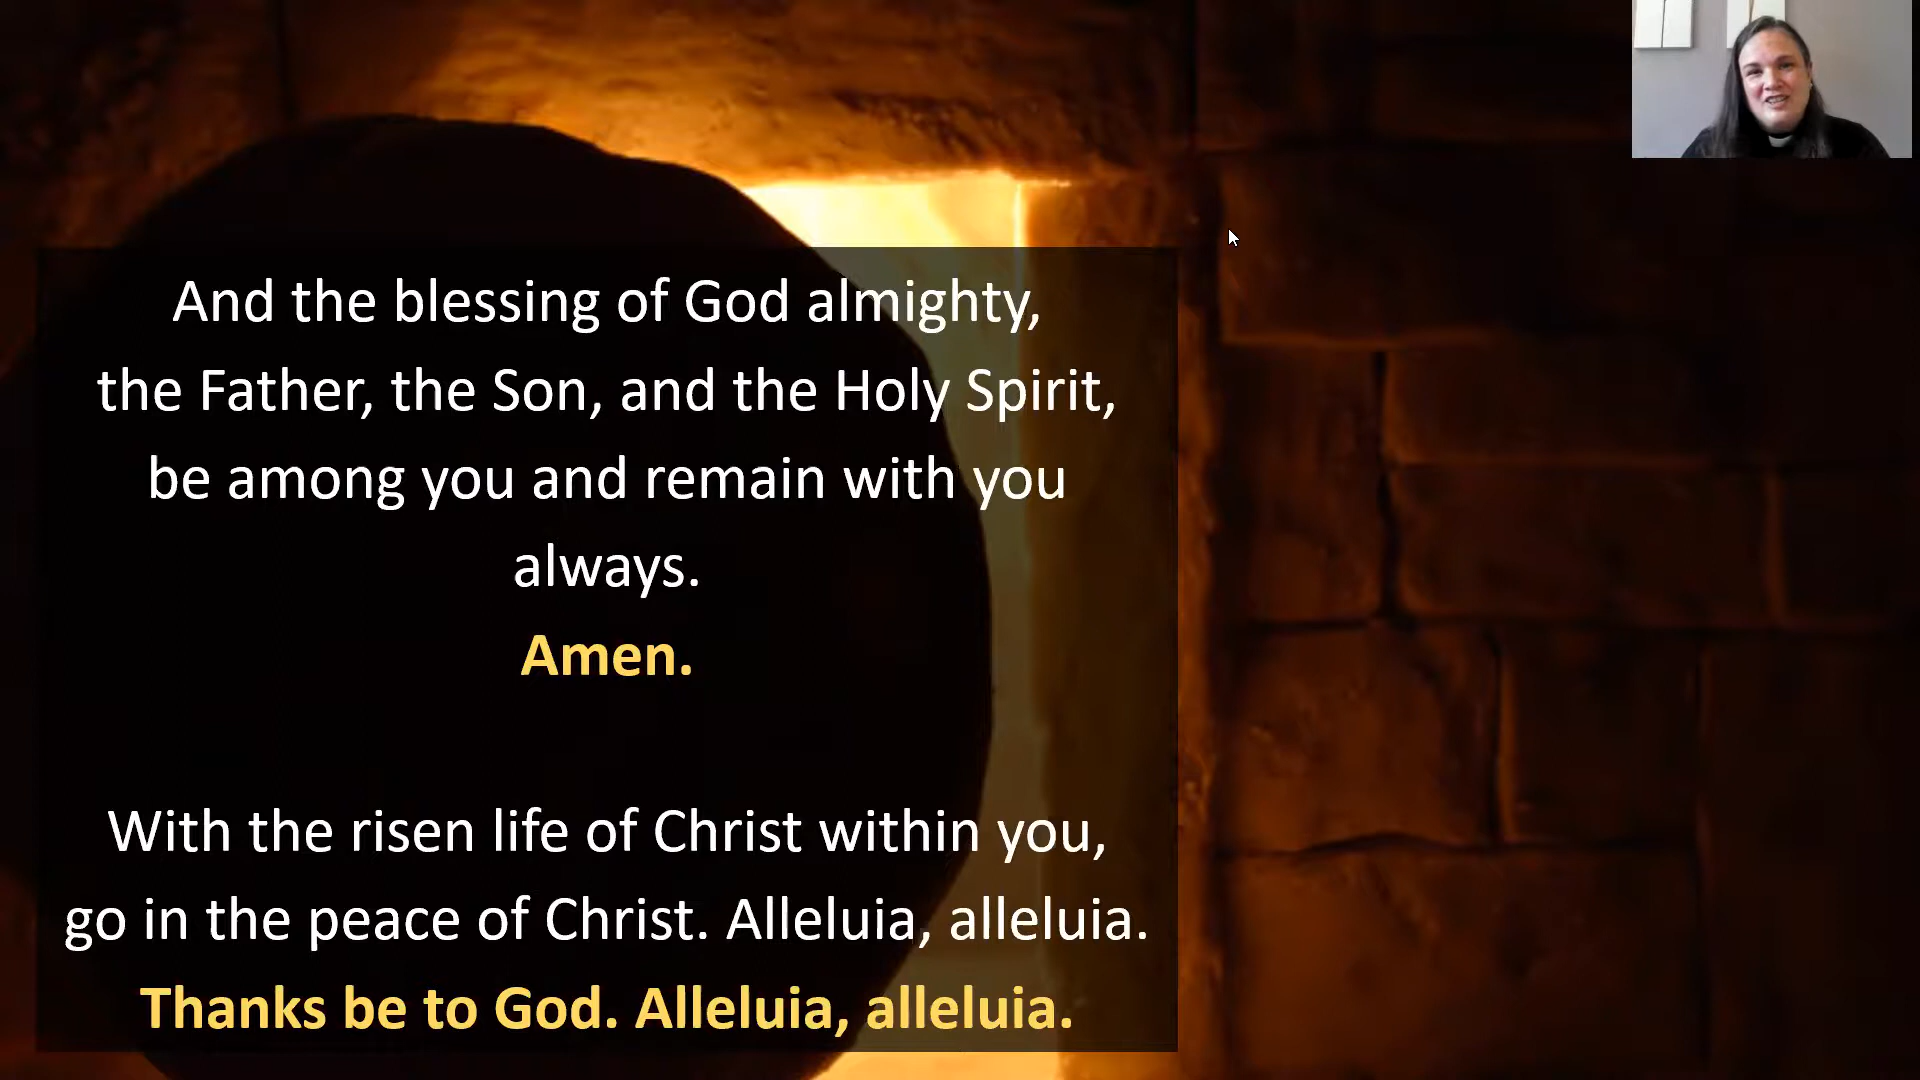 And the blessing of God almighty,
the Father, the Son, and the Holy Spirit,
be among you and remain with you
always.
Amen.
With the risen life of Christ within you,
go in the peace of Christ. Alleluia, alleluia.
Thanks be to God. Alleluia, alleluia.